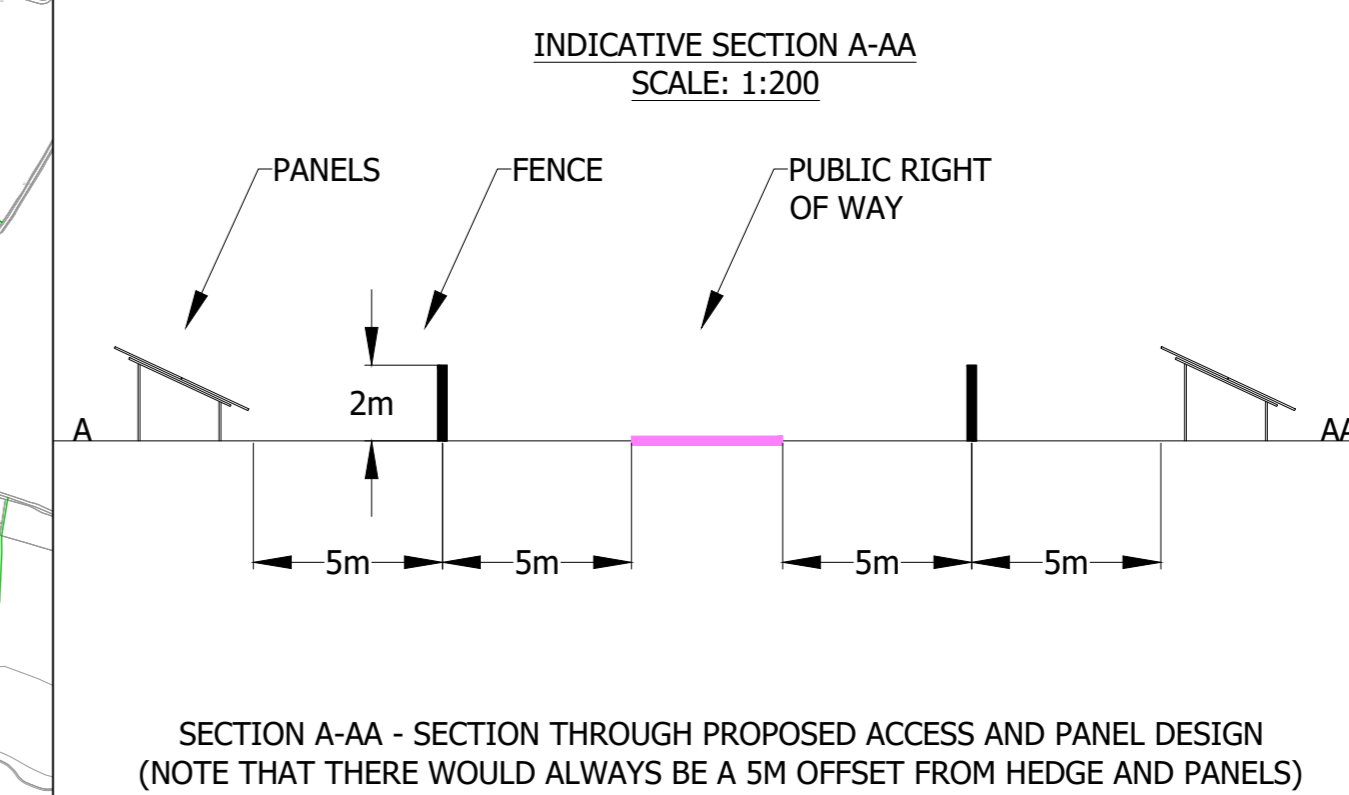 INDICATIVE SECTION A-AA
SCALE: 1:200
PANELS
FENCE
PUBLIC RIGHT
OF WAY
2m
A
AA
5m
5m
5m
5m
SECTION A-AA - SECTION THROUGH PROPOSED ACCESS AND PANEL DESIGN
(NOTE THAT THERE WOULD ALWAYS BE A 5M OFFSET FROM HEDGE AND PANELS)